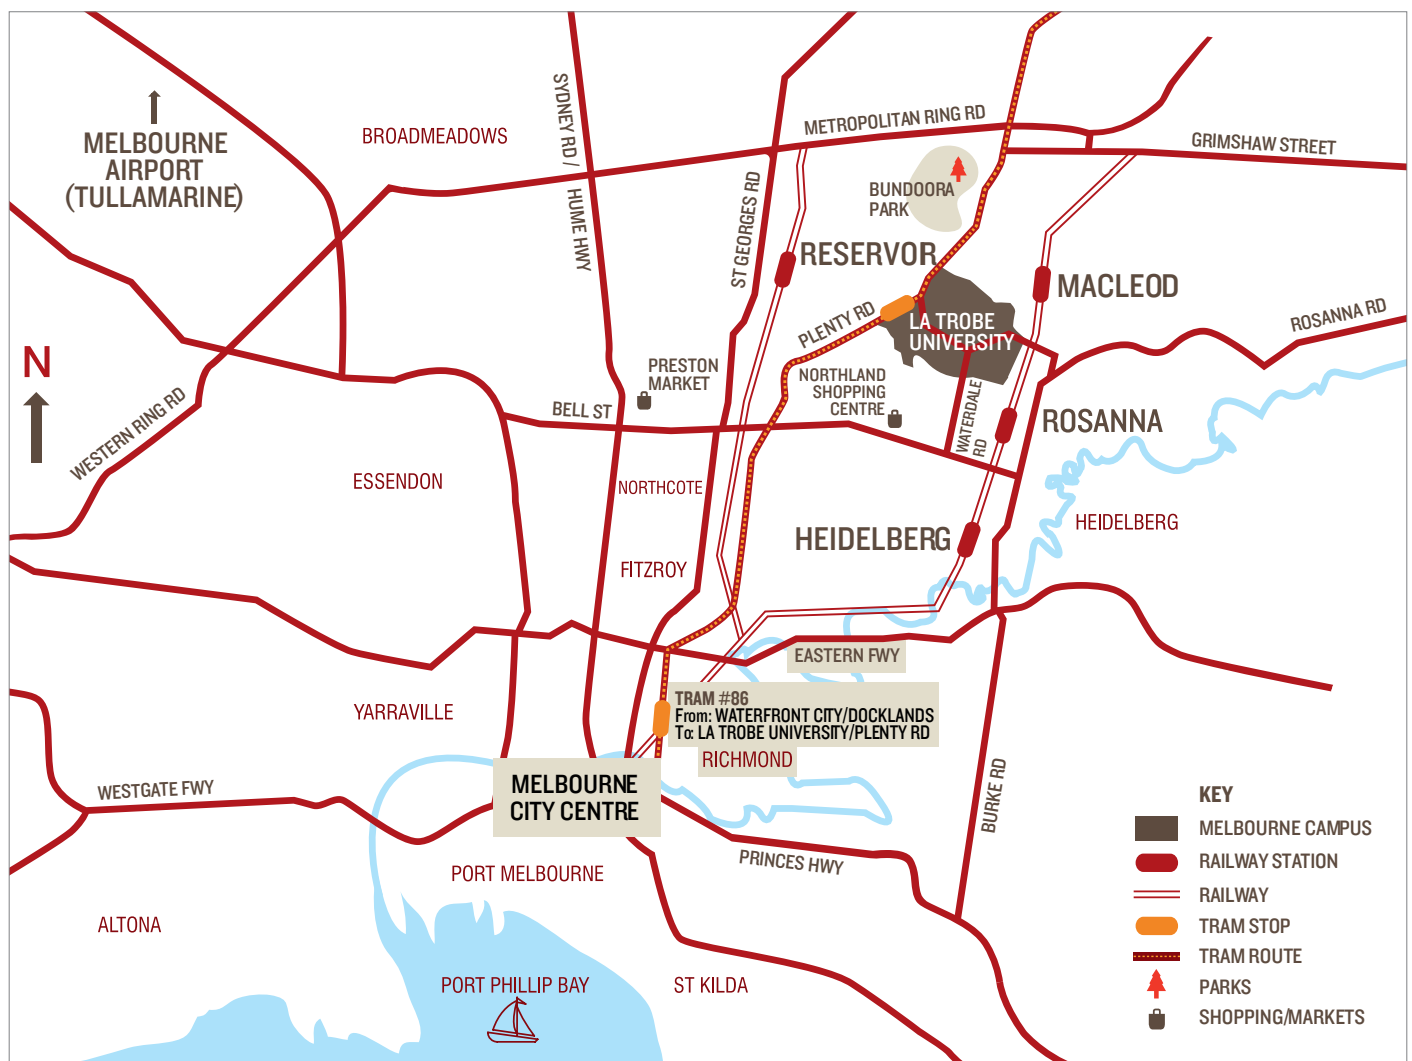 SYDNEY RD /
HUME HWY
METROPOLITAN RING RD
GRIMSHAW STREET
BROADMEADOWS
MELBOURNE
AIRPORT
(TULLAMARINE)
BUNDOORA
PARK
ST GEORGES RD
RESERVOR
MACLEOD
PLENTY RD
LA TROBE
UNIVERSITY
ROSANNA RD
N
PRESTON
MARKET
NORTHLAND
SHOPPING
CENTRE
WATERDALE
RD
BELL ST
ROSANNA
WESTERN RING RD
ESSENDON
NORTHCOTE
HEIDELBERG
HEIDELBERG
FITZROY
EASTERN FWY
TRAM #86
From: WATERFRONT CITY/DOCKLANDS
To: LA TROBE UNIVERSITY/PLENTY RD
YARRAVILLE
RICHMOND
WESTGATE FWY
MELBOURNE
CITY CENTRE
BURKE RD
PRINCES HWY
PORT MELBOURNE
ALTONA
PORT PHILLIP BAY
ST KILDA
KEY
MELBOURNE CAMPUS
RAILWAY STATION
RAILWAY
TRAM STOP
TRAM ROUTE
PARKS
SHOPPING/MARKETS